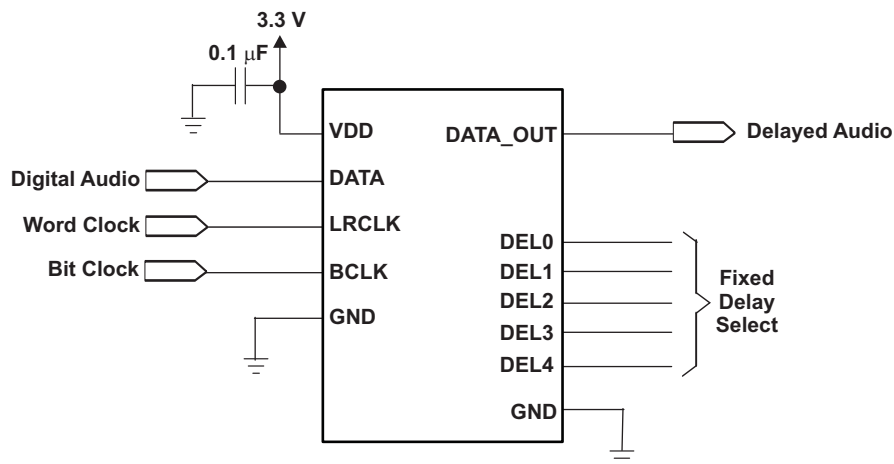 3.3 V
0.1 μF
VDD
DATA_OUT
Delayed Audio
Digital Audio
DATA
Word Clock
LRCLK
Bit Clock
BCLK
GND
DEL0
DEL1
DEL2
DEL3
DEL4
Fixed
Delay
Select
GND